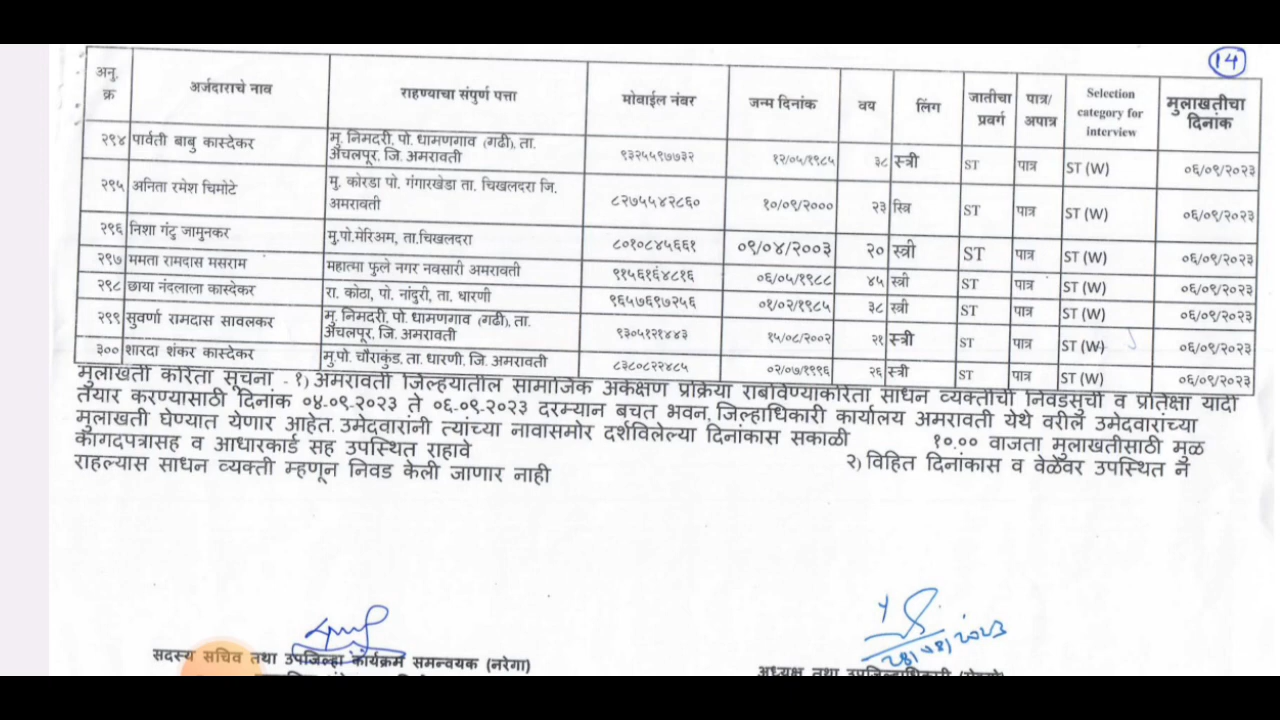 १४
अनु. क्र	अर्जदाराचे नाव	राहण्याचा संपुर्ण पत्ता	मोबाईल नंबर	जन्म दिनांक	वय	लिंग	जातीचा प्रवर्ग	पात्र/ अपात्र	Selection category for interview	मुलाखतीचा दिनांक
२९४	पार्वती बाबु कास्देकर	मु. निमदरी, पो. धामणगाव (गढी), ता. अचलपूर, जि. अमरावती	९३२५५९७७३२	१२/०५/१९८५	३८	स्त्री	ST	पात्र	ST (W)	०६/०९/२०२३
२९५	अनिता रमेश चिमोटे	मु. कोरडा पो. गंगारखेडा ता. चिखलदरा जि. अमरावती	८२७५५४२८६०	१०/०९/२०००	२३	स्त्रि	ST	पात्र	ST (W)	०६/०९/२०२३
२९६	निशा गंटु जामुनकर	मु.पो.मेरिअम, ता.चिखलदरा	८०१०८४५६६१	०९/०४/२००३	२०	स्त्री	ST	पात्र	ST (W)	०६/०९/२०२३
२९७	ममता रामदास मसराम	महात्मा फुले नगर नवसारी अमरावती	९१५६१६४८१६	०६/०५/१९८८	४५	स्त्री	ST	पात्र	ST (W)	०६/०९/२०२३
२९८	छाया नंदलाला कास्देकर	रा. कोठा, पो. नांदुरी, ता. धारणी	९६५७६९७२५६	०१/०२/१९८५	३८	स्त्री	ST	पात्र	ST (W)	०६/०९/२०२३
२९९	सुवर्णा रामदास सावलकर	मु. निमदरी, पो. धामणगाव (गढी), ता. अचलपूर, जि. अमरावती	९३०५१२१४४३	१५/०८/२००२	२१	स्त्री	ST	पात्र	ST (W)	०६/०९/२०२३
३००	शारदा शंकर कास्देकर	मु.पो. चौराकुंड, ता. धारणी, जि. अमरावती	८३८०८२२४८५	०२/०७/१९९६	२६	स्त्री	ST	पात्र	ST (W)	०६/०९/२०२३
मुलाखती करिता सूचना - १) अमरावती जिल्हयातील सामाजिक अंकेक्षण प्रक्रिया राबविण्याकरिता साधन व्यक्तींची निवडसुची व प्रतिक्षा यादी
तयार करण्यासाठी दिनांक ०४-०९-२०२३ ते ०६-०९-२०२३ दरम्यान बचत भवन, जिल्हाधिकारी कार्यालय अमरावती येथे वरील उमेदवारांच्या
मुलाखती घेण्यात येणार आहेत. उमेदवारांनी त्यांच्या नावासमोर दर्शविलेल्या दिनांकास सकाळी १०.०० वाजता मुलाखतीसाठी मुळ
कागदपत्रासह व आधारकार्ड सह उपस्थित राहावे २) विहित दिनांकास व वेळेवर उपस्थित न
राहल्यास साधन व्यक्ती म्हणून निवड केली जाणार नाही
सदस्य सचिव तथा उपजिल्हा कार्यक्रम समन्वयक (नरेगा)
अध्यक्ष तथा उपजिल्हाधिकारी